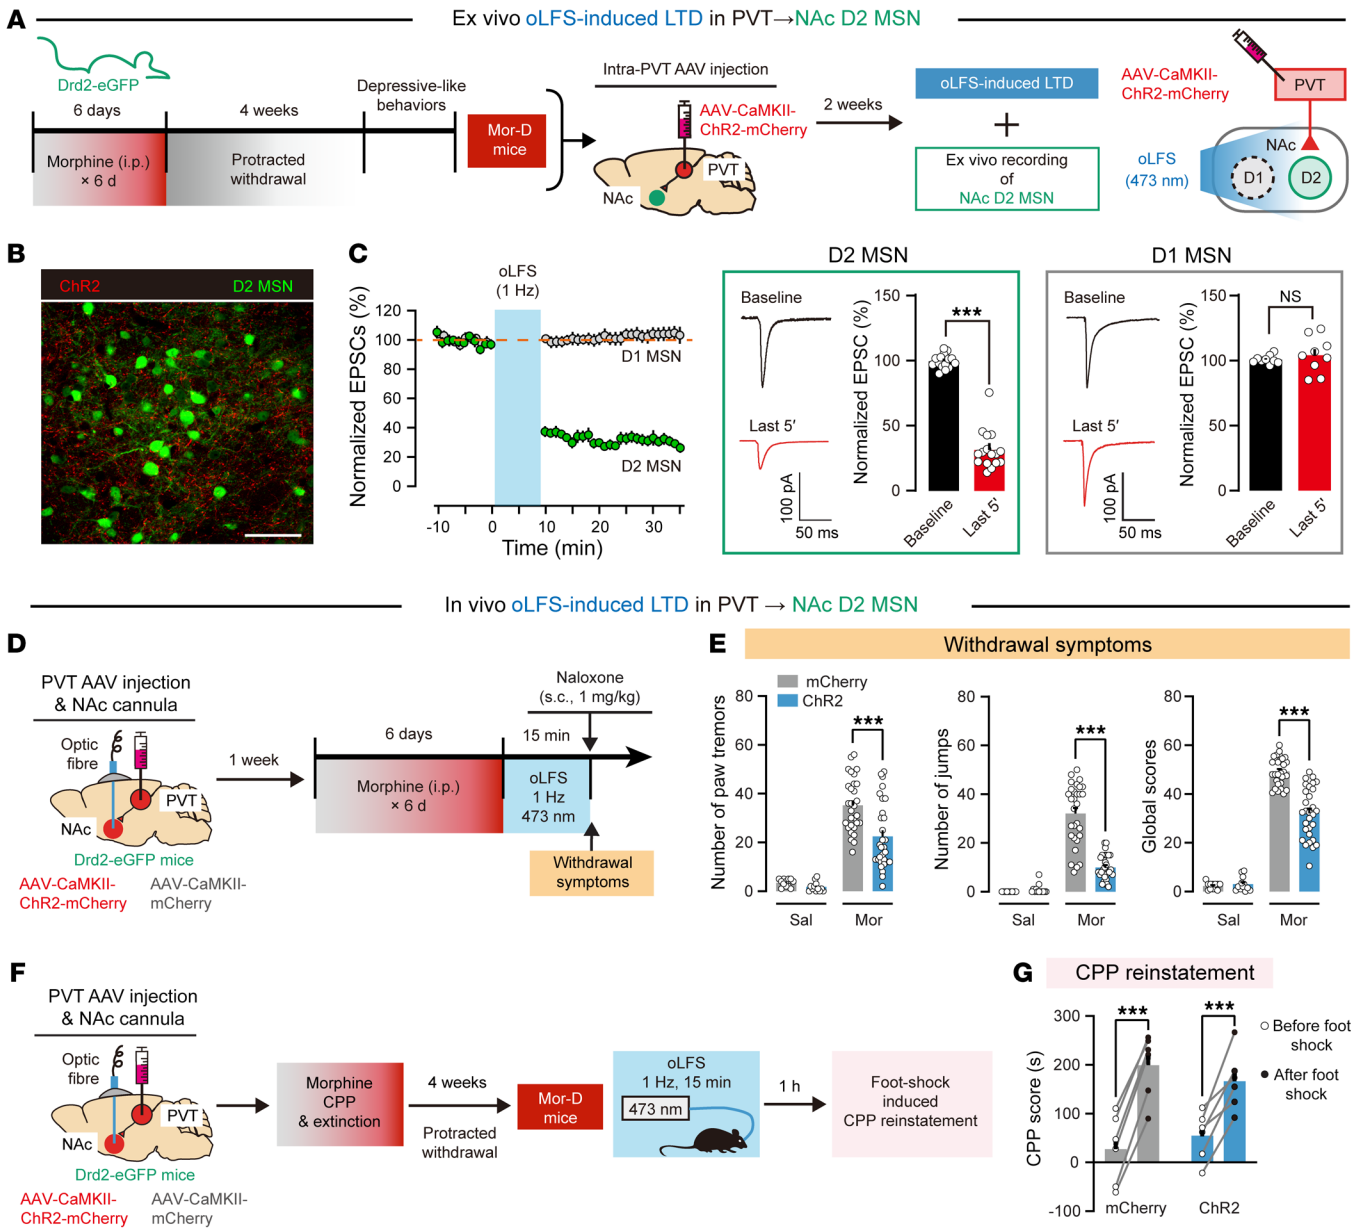 A
Ex vivo oLFS-induced LTD in PVT→NAc D2 MSN
Drd2-eGFP
6 days
4 weeks
Depressive-like
behaviors
Morphine (i.p.)
× 6 d
Protracted
withdrawal
Mor-D
mice
Intra-PVT AAV injection
AAV-CaMKII-
ChR2-mCherry
PVT
NAc
2 weeks
oLFS-induced LTD
+
Ex vivo recording
of
NAc D2 MSN
AAV-CaMKII-
ChR2-mCherry
PVT
NAc
oLFS
(473 nm)
D1
D2
B
ChR2
D2 MSN
C
oLFS
(1 Hz)
Normalized EPSCs (%)
120
100
80
60
40
20
0
D1 MSN
D2 MSN
-10
0
10
20
30
Time (min)
D2 MSN
Baseline
Last 5'
100 pA
50 ms
Normalized EPSC (%)
150
100
50
0
***
Baseline
Last 5'
D1 MSN
Baseline
Last 5'
100 pA
50 ms
Normalized EPSC (%)
150
100
50
0
NS
Baseline
Last 5'
In vivo oLFS-induced LTD in PVT → NAc D2 MSN
D
PVT AAV injection
& NAc cannula
Optic
fibre
PVT
NAc
Drd2-eGFP mice
AAV-CaMKII-
ChR2-mCherry
AAV-CaMKII-
mCherry
1 week
6 days
15 min
Naloxone
(s.c., 1 mg/kg)
Morphine (i.p.)
× 6 d
oLFS
1 Hz
473 nm
Withdrawal
symptoms
E
Withdrawal symptoms
mCherry
ChR2
Number of paw tremors
80
60
40
20
0
***
Sal
Mor
Number of jumps
80
60
40
20
0
***
Sal
Mor
Global scores
80
60
40
20
0
***
Sal
Mor
F
PVT AAV injection
& NAc cannula
Optic
fibre
PVT
NAc
Drd2-eGFP mice
AAV-CaMKII-
ChR2-mCherry
AAV-CaMKII-
mCherry
Morphine
CPP
& extinction
4 weeks
Protracted
withdrawal
Mor-D
mice
oLFS
1 Hz, 15 min
473 nm
1 h
Foot-shock
induced
CPP reinstatement
G
CPP reinstatement
CPP score (s)
300
200
100
0
-100
***
***
mCherry
ChR2
Before foot
shock
After foot
shock